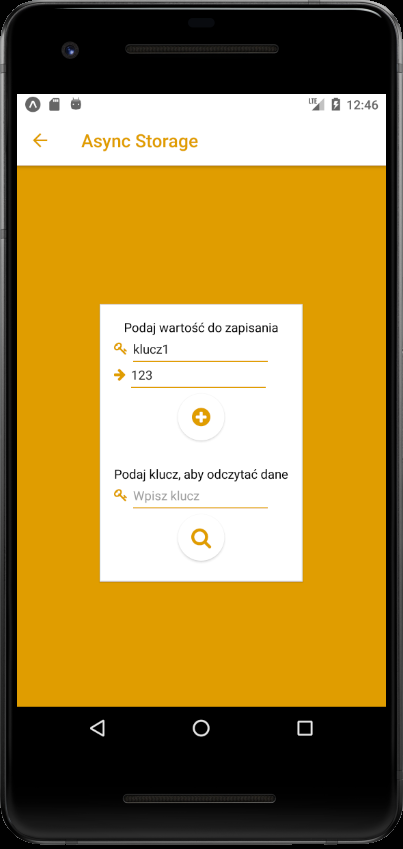 LTE 12:46
Async Storage
Podaj wartość do zapisania
klucz1
123
Podaj klucz, aby odczytać dane
Wpisz klucz